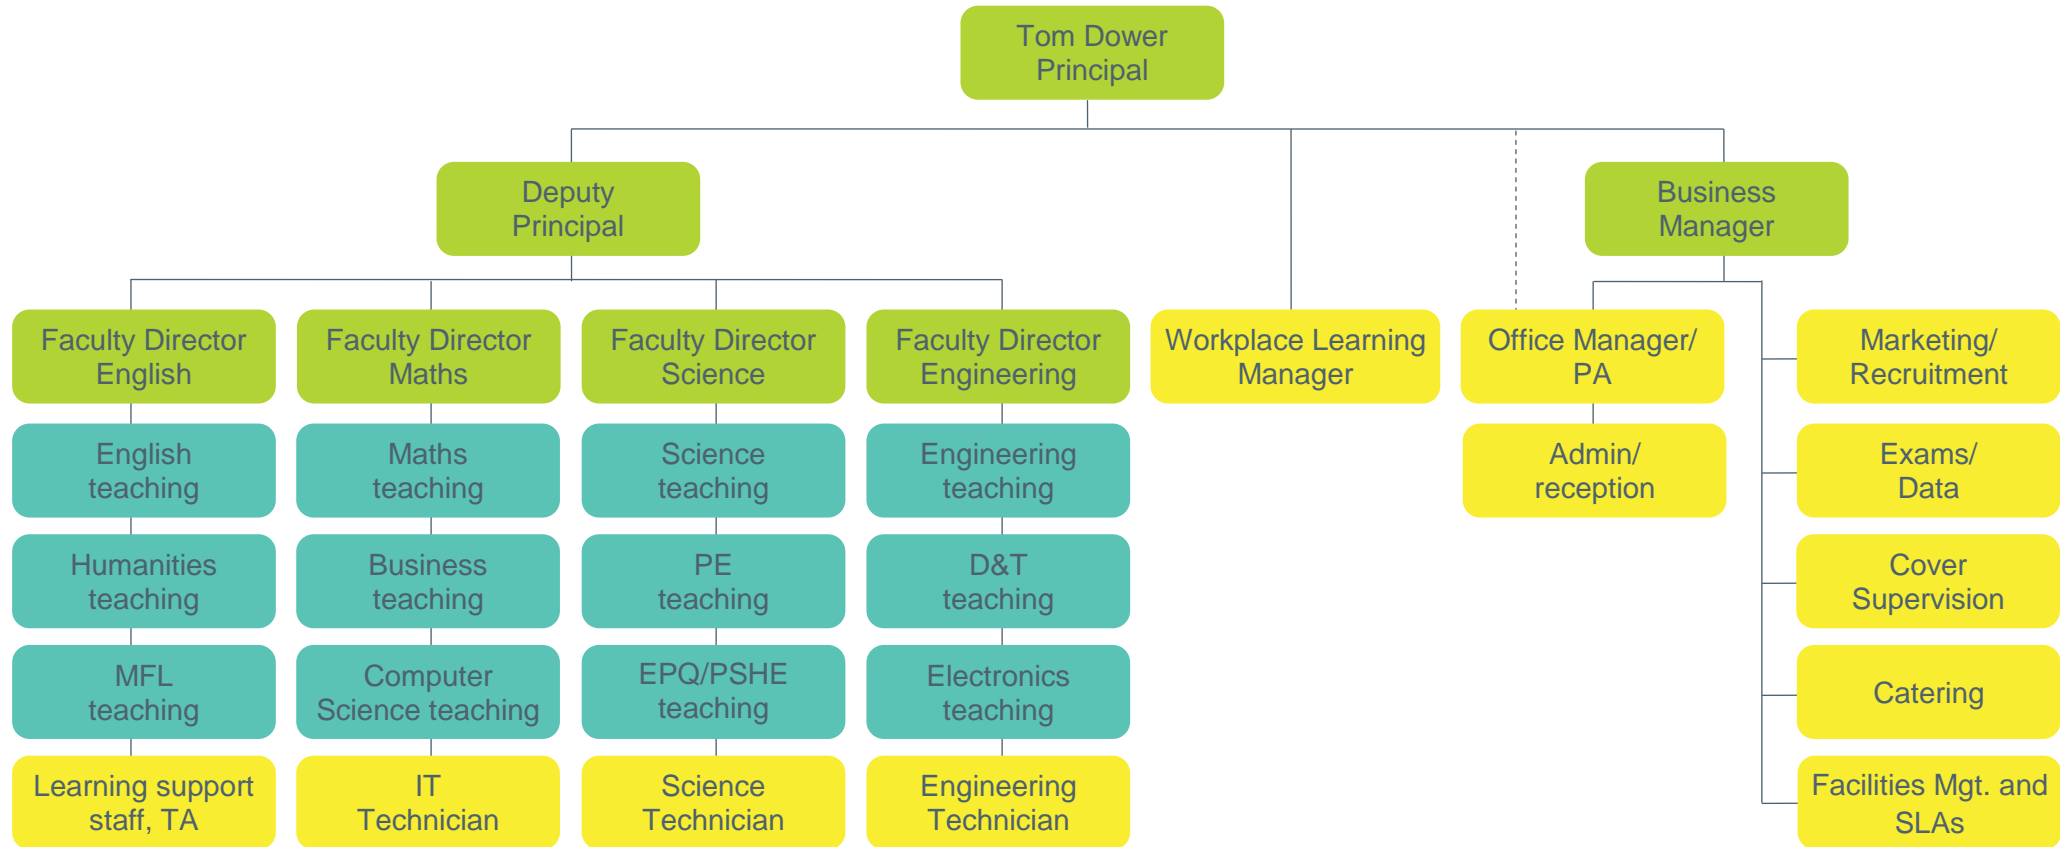 Tom Dower
Principal
Deputy
Principal
Business
Manager
Faculty Director
English
Faculty Director
Maths
Faculty Director
Science
Faculty Director
Engineering
Workplace Learning
Manager
Office Manager/
PA
Marketing/
Recruitment
English
teaching
Maths
teaching
Science
teaching
Engineering
teaching
Admin/
reception
Exams/
Data
Humanities
teaching
Business
teaching
PE
teaching
D&T
teaching
Cover
Supervision
MFL
teaching
Computer
Science teaching
EPQ/PSHE
teaching
Electronics
teaching
Catering
Learning support
staff, TA
IT
Technician
Science
Technician
Engineering
Technician
Facilities Mgt. and
SLAs